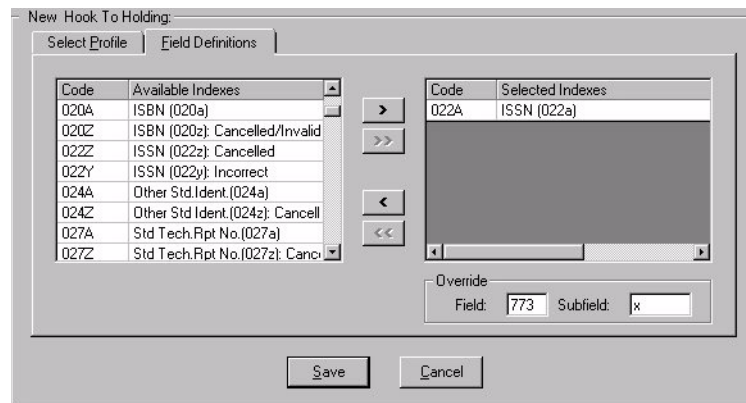 New Hook To Holding:
Select Profile Field Definitions
Code Available Indexes
020A ISBN (020a)
020Z ISBN (020z): Cancelled/Invalid
022Z ISSN (022z): Cancelled
022Y ISSN (022y): Incorrect
024A Other Std.Ident.(024a)
024Z Other Std Ident.(024z): Cancell
027A Std Tech.Rpt No.(027a)
027Z Std Tech.Rpt No.(027z): Canc
>
>>
<
<<
Code Selected Indexes
022A ISSN (022a)
Override
Field: 773 Subfield: x
Save Cancel